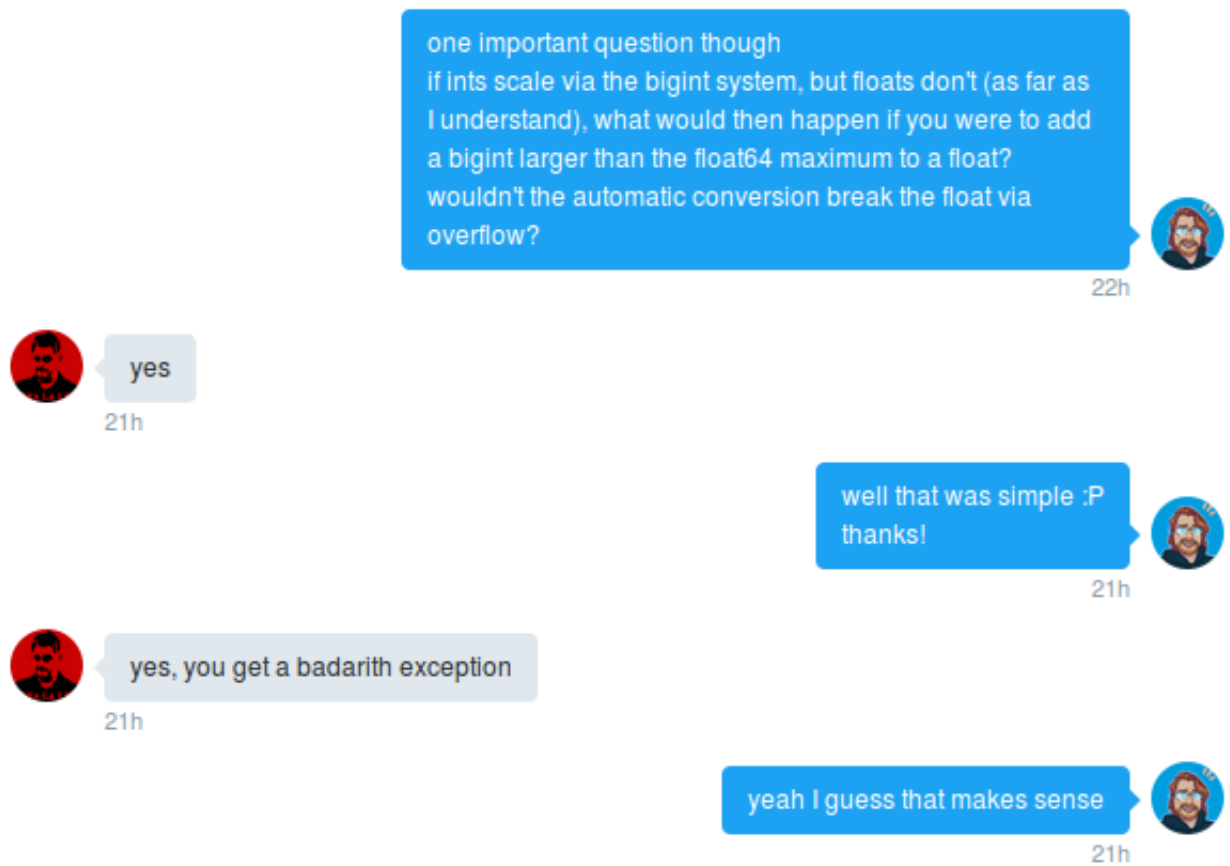 one important question though
if ints scale via the bigint system, but floats don't (as far as
I understand), what would then happen if you were to add
a bigint larger than the float64 maximum to a float?
wouldn't the automatic conversion break the float via
overflow?
22h
yes
21h
well that was simple :P
thanks!
21h
yes, you get a badarith exception
21h
yeah I guess that makes sense
21h